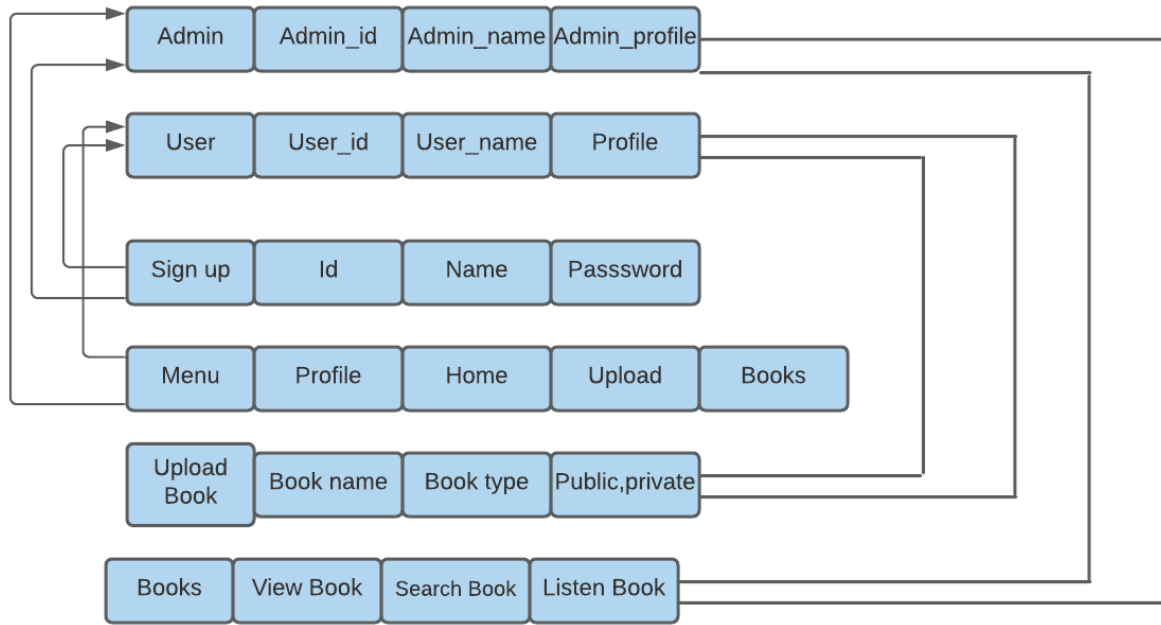 Admin Admin_id Admin_name Admin_profile
User User_id User_name Profile
Sign up Id Name Passsword
Menu Profile Home Upload Books
Upload
Book Book name Book type Public,private
Books View Book Search Book Listen Book